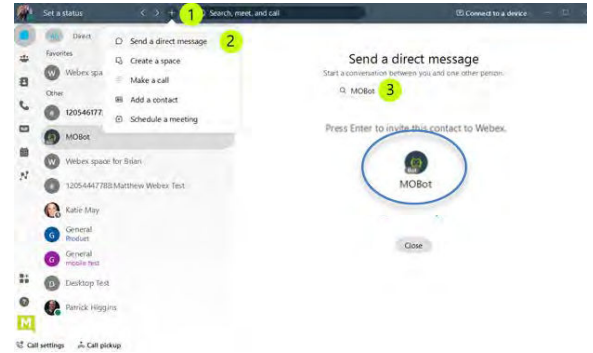 Set a status
1
Search, meet, and call
Connect to a device
Direct
Favorites
Webex spa
Other
120546177
MOBot
Webex space for Brian
12054447788:Matthew Webex Test
Katie May
General
Product
General
mobile test
Desktop Test
Patrick Higgins
Call settings
Call pickup
Send a direct message
2
Create a space
Make a call
Add a contact
Schedule a meeting
Send a direct message
Start a conversation between you and one other person.
MOBot
3
Press Enter to invite this contact to Webex.
Bot
MOBot
Close